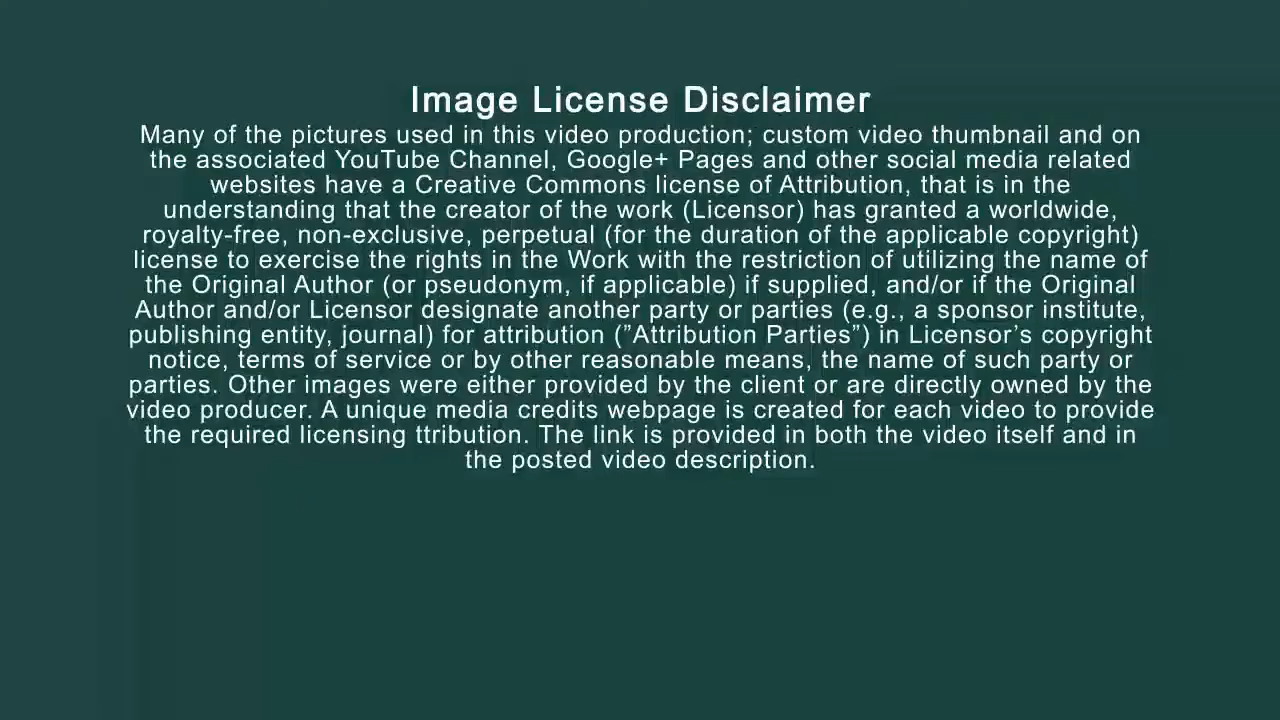 Image License Disclaimer
Many of the pictures used in this video production; custom video thumbnail and on
the associated YouTube Channel, Google+ Pages and other social media related
websites have a Creative Commons license of Attribution, that is in the
understanding that the creator of the work (Licensor) has granted a worldwide,
royalty-free, non-exclusive, perpetual (for the duration of the applicable copyright)
license to exercise the rights in the Work with the restriction of utilizing the name of
the Original Author (or pseudonym, if applicable) if supplied, and/or if the Original
Author and/or Licensor designate another party or parties (e.g., a sponsor institute,
publishing entity, journal) for attribution (”Attribution Parties”) in Licensor’s copyright
notice, terms of service or by other reasonable means, the name of such party or
parties. Other images were either provided by the client or are directly owned by the
video producer. A unique media credits webpage is created for each video to provide
the required licensing ttribution. The link is provided in both the video itself and in
the posted video description.